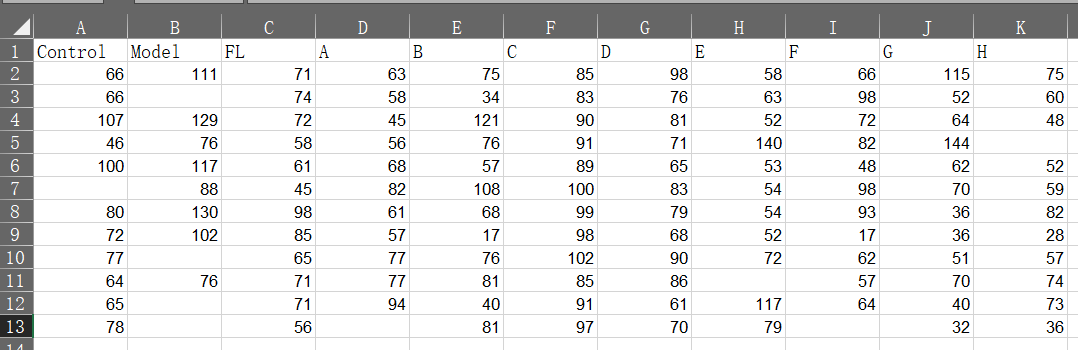 A B C D E F G H I J K
1 Control Model FL A B C D E F G H
2 66 111 71 63 75 85 98 58 66 115 75
3 66 74 58 34 83 76 63 98 52 60
4 107 129 72 45 121 90 81 52 72 64 48
5 46 76 58 56 76 91 71 140 82 144
6 100 117 61 68 57 89 65 53 48 62 52
7 88 45 82 108 100 83 54 98 70 59
8 80 130 98 61 68 99 79 54 93 36 82
9 72 102 85 57 17 98 68 52 17 36 28
10 77 65 77 76 102 90 72 62 51 57
11 64 76 71 77 81 85 86 57 70 74
12 65 71 94 40 91 61 117 64 40 73
13 78 56 81 97 70 79 32 36